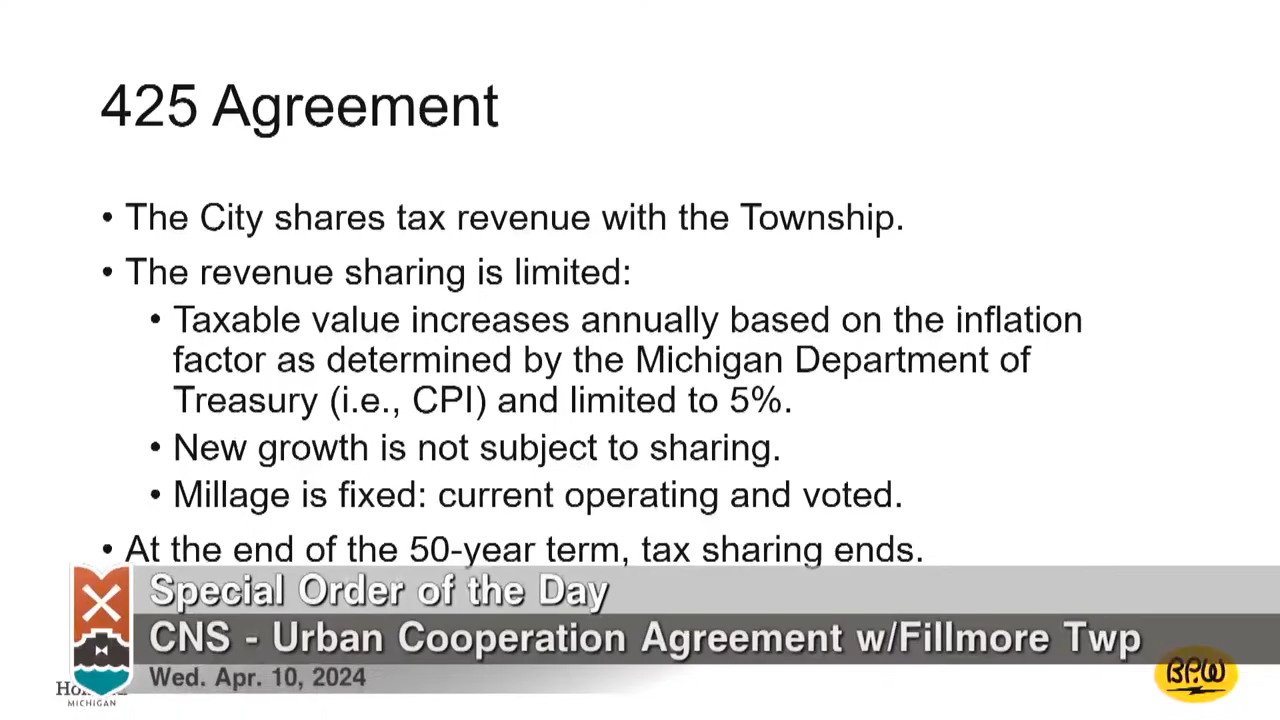 425 Agreement
• The City shares tax revenue with the Township.
• The revenue sharing is limited:
• Taxable value increases annually based on the inflation
factor as determined by the Michigan Department of
Treasury (i.e., CPI) and limited to 5%.
• New growth is not subject to sharing.
• Millage is fixed: current operating and voted.
• At the end of the 50-year term, tax sharing ends.
Special Order of the Day
CNS - Urban Cooperation Agreement w/Fillmore Twp
Wed. Apr. 10, 2024
MICHIGAN
BPW